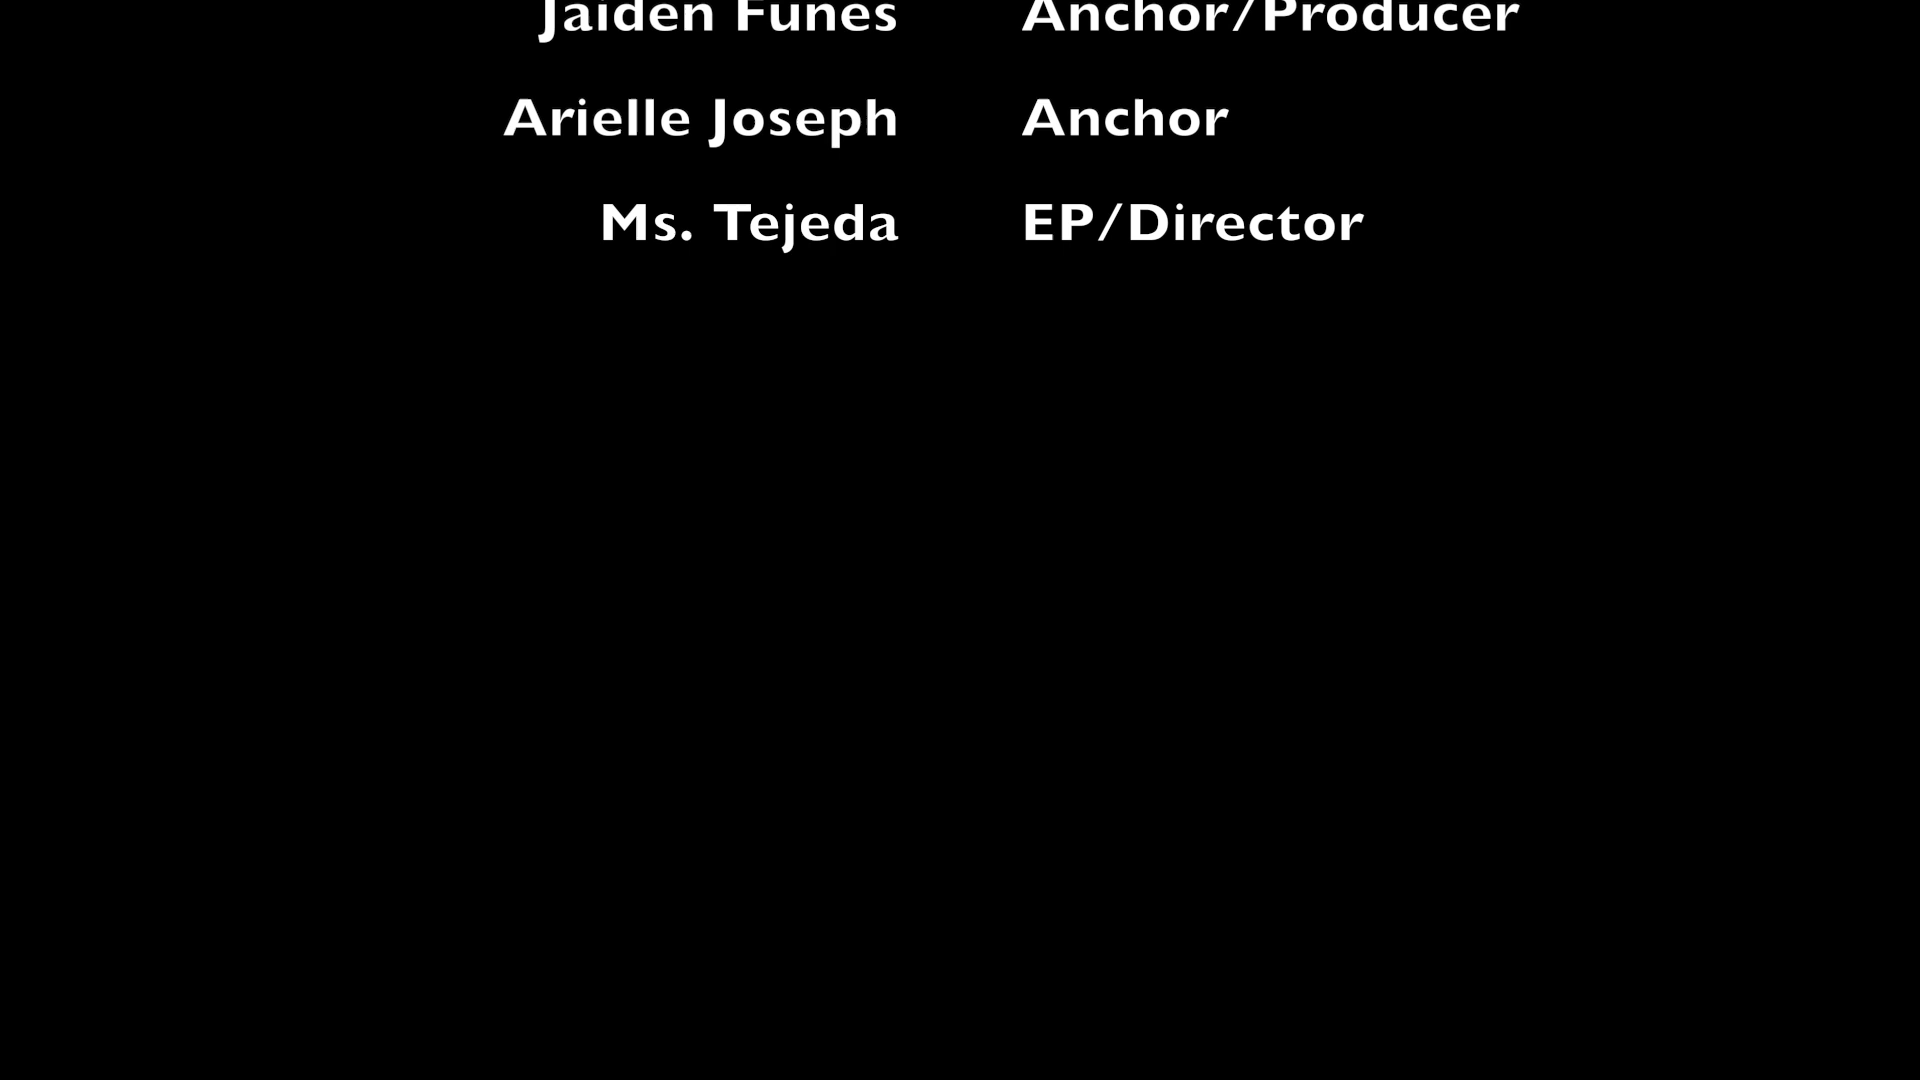 Jaiden Funes Anchor/Producer
Arielle Joseph Anchor
Ms. Tejeda EP/Director